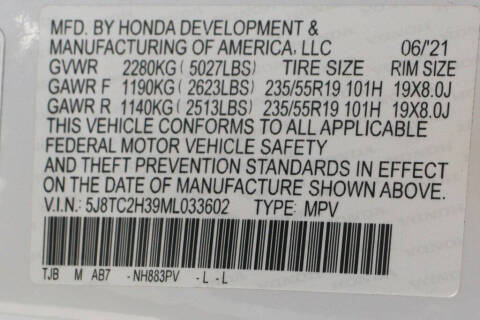 MFD. BY HONDA DEVELOPMENT &
MANUFACTURING OF AMERICA, LLC 06/'21
GVWR 2280KG (5027LBS) TIRE SIZE RIM SIZE
GAWR F 1190KG (2623LBS) 235/55R19 101H 19X8.0J
GAWR R 1140KG (2513LBS) 235/55R19 101H 19X8.0J
THIS VEHICLE CONFORMS TO ALL APPLICABLE
FEDERAL MOTOR VEHICLE SAFETY
AND THEFT PREVENTION STANDARDS IN EFFECT
ON THE DATE OF MANUFACTURE SHOWN ABOVE.
V.I.N.: 5J8TC2H39ML033602 TYPE: MPV
TJB M AB7 -NH883PV -L -L